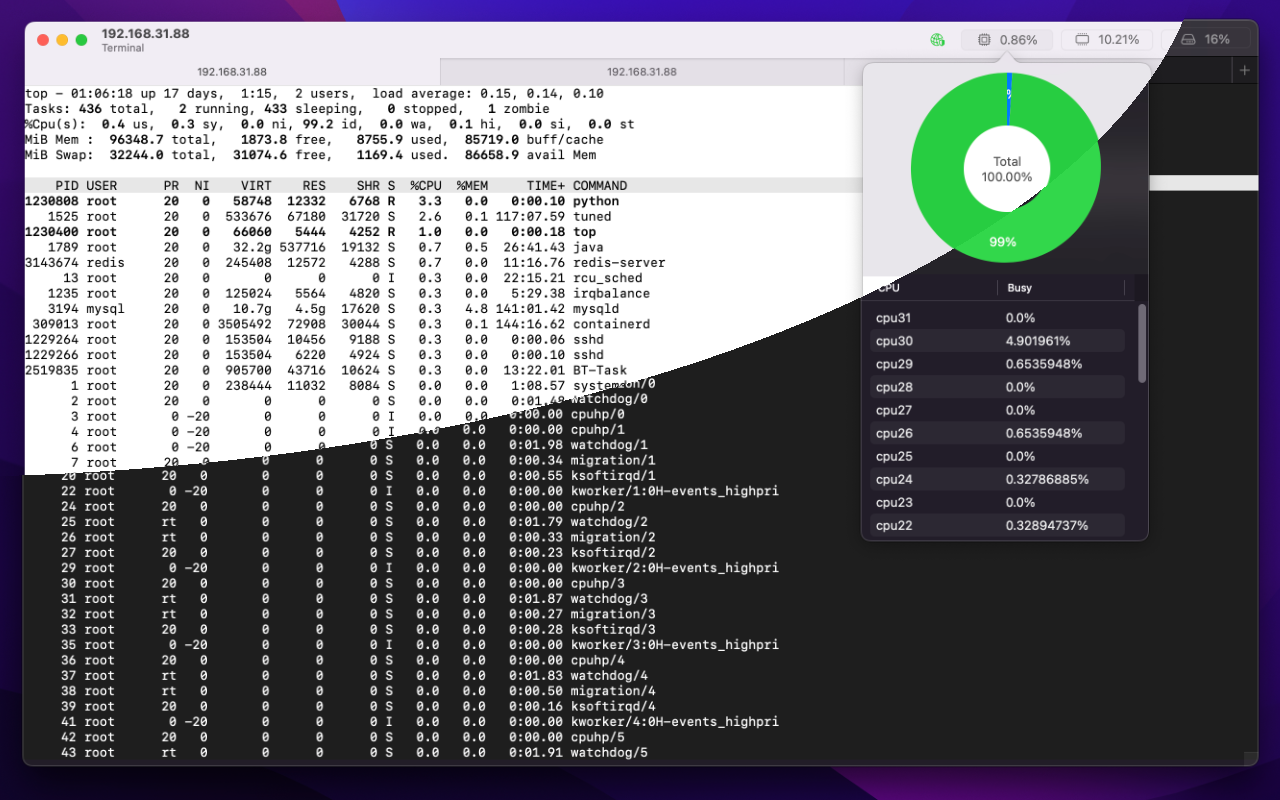 192.168.31.88
Terminal
0.86%
10.21%
16%
192.168.31.88
192.168.31.88
top - 01:06:18 up 17 days,  1:15,  2 users,  load average: 0.15, 0.14, 0.10
Tasks: 436 total,   2 running, 433 sleeping,   0 stopped,   1 zombie
%Cpu(s):  0.4 us,  0.3 sy,  0.0 ni, 99.2 id,  0.0 wa,  0.1 hi,  0.0 si,  0.0 st
MiB Mem :  96348.7 total,   1873.8 free,   8755.9 used,  85719.0 buff/cache
MiB Swap:  32244.0 total,  31074.6 free,   1169.4 used.  86658.9 avail Mem
PID USER PR NI VIRT RES SHR S %CPU %MEM TIME+ COMMAND
1230808 root 20 0 58748 12332 6768 R 3.3 0.0 0:00.10 python
1525 root 20 0 533676 67180 31720 S 2.6 0.1 117:07.59 tuned
1230400 root 20 0 66060 5444 4252 R 1.0 0.0 0:00.18 top
1789 root 20 0 32.2g 537716 19132 S 0.7 0.5 26:41.43 java
3143674 redis 20 0 245408 12572 4288 S 0.7 0.0 11:16.76 redis-server
13 root 20 0 0 0 0 I 0.3 0.0 22:15.21 rcu_sched
1235 root 20 0 125024 5564 4820 S 0.3 0.0 5:29.38 irqbalance
3194 mysql 20 0 10.7g 4.5g 17620 S 0.3 4.8 141:01.42 mysqld
309013 root 20 0 3505492 72908 30044 S 0.3 0.1 144:16.62 containerd
1229264 root 20 0 153504 10456 9188 S 0.3 0.0 0:00.06 sshd
1229266 root 20 0 153504 6220 4924 S 0.3 0.0 0:00.10 sshd
2519835 root 20 0 905700 43716 10624 S 0.3 0.0 13:22.01 BT-Task
1 root 20 0 238444 11032 8084 S 0.0 0.0 1:08.57
2 root 20 0 0 0 0 S 0.0 0.0 watchdog/0
3 root 0 -20 0 0 0 I 0.0 0.0 0:00.00 cpuhp/0
4 root 0 -20 0 0 0 I 0:00.00 cpuhp/1
6 root 0 -20 0 0 0 S 0.0 0.0 0:01.98 watchdog/1
7 root 20 0 0 0 0 S 0.0 0.0 0:00.34 migration/1
20 root 20 0 0 0 0 S 0.0 0.0 0:00.55 ksoftirqd/1
22 root 0 -20 0 0 0 I 0.0 0.0 0:00.00 kworker/1:0H-events_highpri
24 root 20 0 0 0 0 S 0.0 0.0 0:00.00 cpuhp/2
25 root rt 0 0 0 0 S 0.0 0.0 0:01.79 watchdog/2
26 root rt 0 0 0 0 S 0.0 0.0 0:00.33 migration/2
27 root 20 0 0 0 0 S 0.0 0.0 0:00.23 ksoftirqd/2
29 root 0 -20 0 0 0 I 0.0 0.0 0:00.00 kworker/2:0H-events_highpri
30 root 20 0 0 0 0 S 0.0 0.0 0:00.00 cpuhp/3
31 root rt 0 0 0 0 S 0.0 0.0 0:01.87 watchdog/3
32 root rt 0 0 0 0 S 0.0 0.0 0:00.27 migration/3
33 root 20 0 0 0 0 S 0.0 0.0 0:00.28 ksoftirqd/3
35 root 0 -20 0 0 0 I 0.0 0.0 0:00.00 kworker/3:0H-events_highpri
36 root 20 0 0 0 0 S 0.0 0.0 0:00.00 cpuhp/4
37 root rt 0 0 0 0 S 0.0 0.0 0:01.83 watchdog/4
38 root rt 0 0 0 0 S 0.0 0.0 0:00.50 migration/4
39 root 20 0 0 0 0 S 0.0 0.0 0:00.16 ksoftirqd/4
41 root 0 -20 0 0 0 I 0.0 0.0 0:00.00 kworker/4:0H-events_highpri
42 root 20 0 0 0 0 S 0.0 0.0 0:00.00 cpuhp/5
43 root rt 0 0 0 0 S 0.0 0.0 0:01.91 watchdog/5
Total
100.00%
99%
CPU Busy
cpu31 0.0%
cpu30 4.901961%
cpu29 0.6535948%
cpu28 0.0%
cpu27 0.0%
cpu26 0.6535948%
cpu25 0.0%
cpu24 0.32786885%
cpu23 0.0%
cpu22 0.32894737%